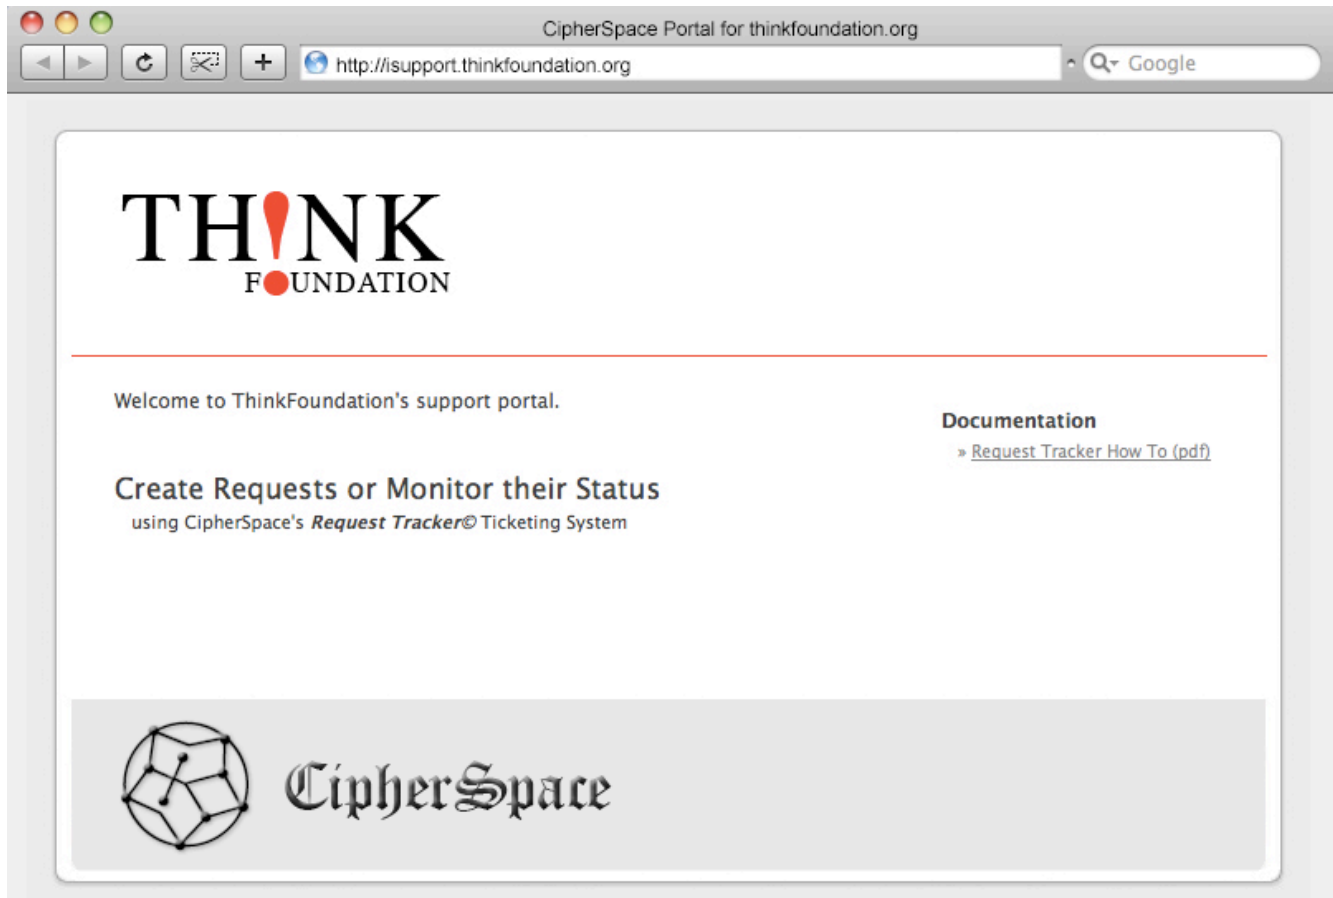 CipherSpace Portal for thinkfoundation.org
http://isupport.thinkfoundation.org
Google
TH!NK
FOUNDATION
Welcome to ThinkFoundation's support portal.
Documentation
» Request Tracker How To (pdf)
Create Requests or Monitor their Status
using CipherSpace's Request Tracker© Ticketing System
CipherSpace